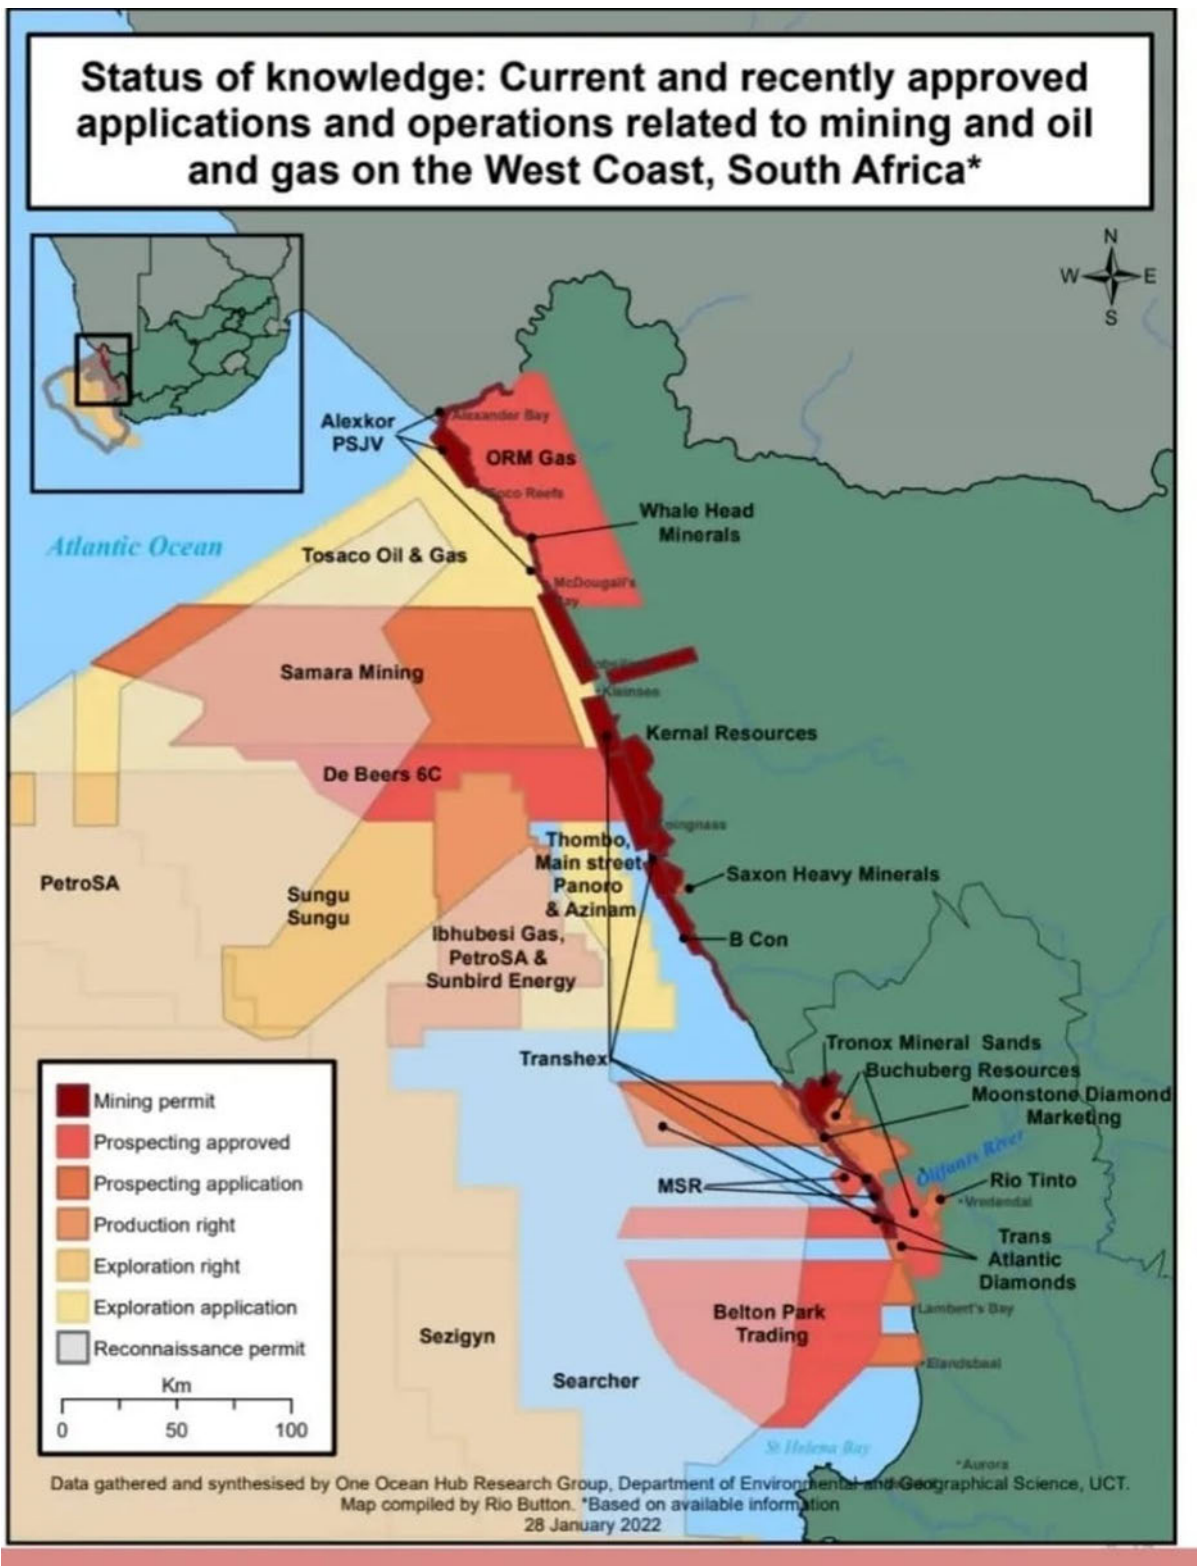 Status of knowledge: Current and recently approved
applications and operations related to mining and oil
and gas on the West Coast, South Africa*
N
W
E
S
Alexkor
PSJV
Alexander Bay
ORM Gas
Reefs
Whale Head
Minerals
Atlantic Ocean
Tosaco Oil & Gas
McDougall's
Bay
Samara Mining
Kleinsee
Kernal Resources
De Beers 6C
Thombo,
Main street
Panoro
& Azinam
Saxon Heavy Minerals
PetroSA
Sungu
Sungu
Ibhubesi Gas,
PetroSA &
Sunbird Energy
B Con
Transhex
Tronox Mineral Sands
Buchuberg Resources
Moonstone Diamond
Marketing
Olifants River
MSR
Rio Tinto
Vredendal
Trans
Atlantic
Diamonds
Lambert's Bay
Belton Park
Trading
Elandsbaai
Sezigyn
Searcher
St Helena Bay
Aurora
Mining permit
Prospecting approved
Prospecting application
Production right
Exploration right
Exploration application
Reconnaissance permit
Km
0 50 100
Data gathered and synthesised by One Ocean Hub Research Group, Department of Environmental and Geographical Science, UCT.
Map compiled by Rio Button. *Based on available information
28 January 2022